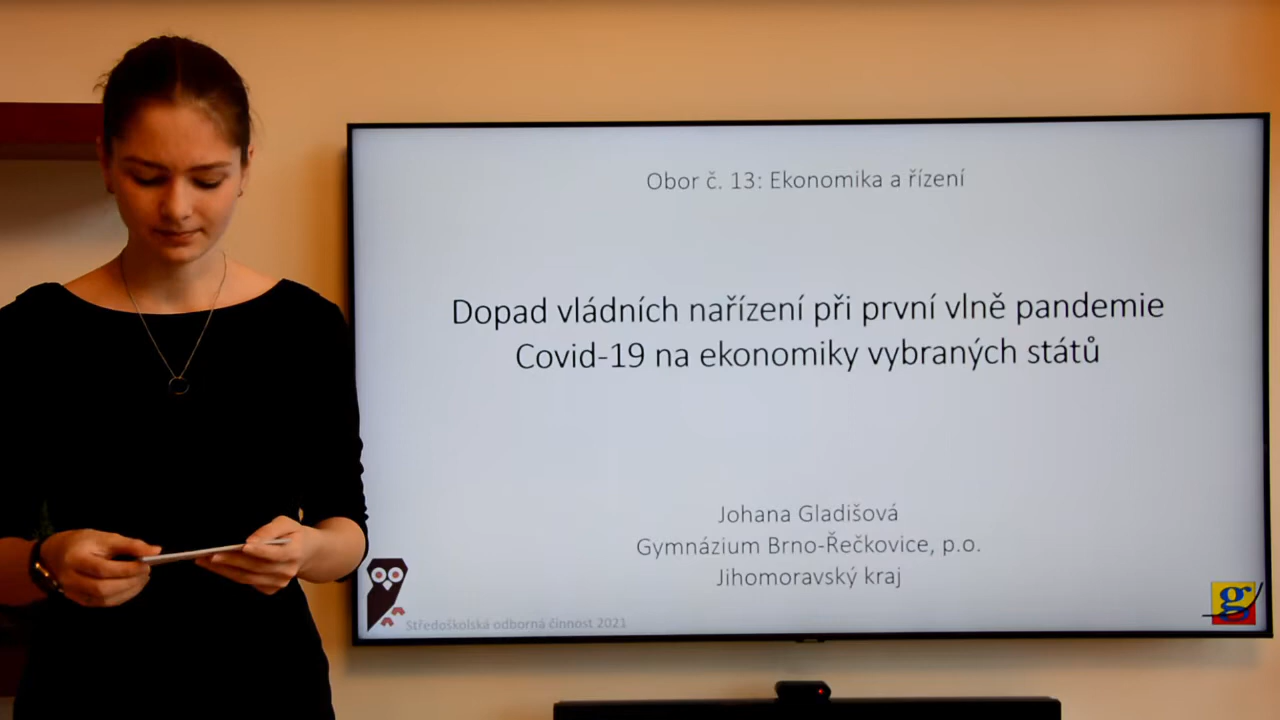 Obor č. 13: Ekonomika a řízení
Dopad vládních nařízení při první vlně pandemie
Covid-19 na ekonomiky vybraných států
Johana Gladišová
Gymnázium Brno-Řečkovice, p.o.
Jihomoravský kraj
Středoškolská odborná činnost 2021
g